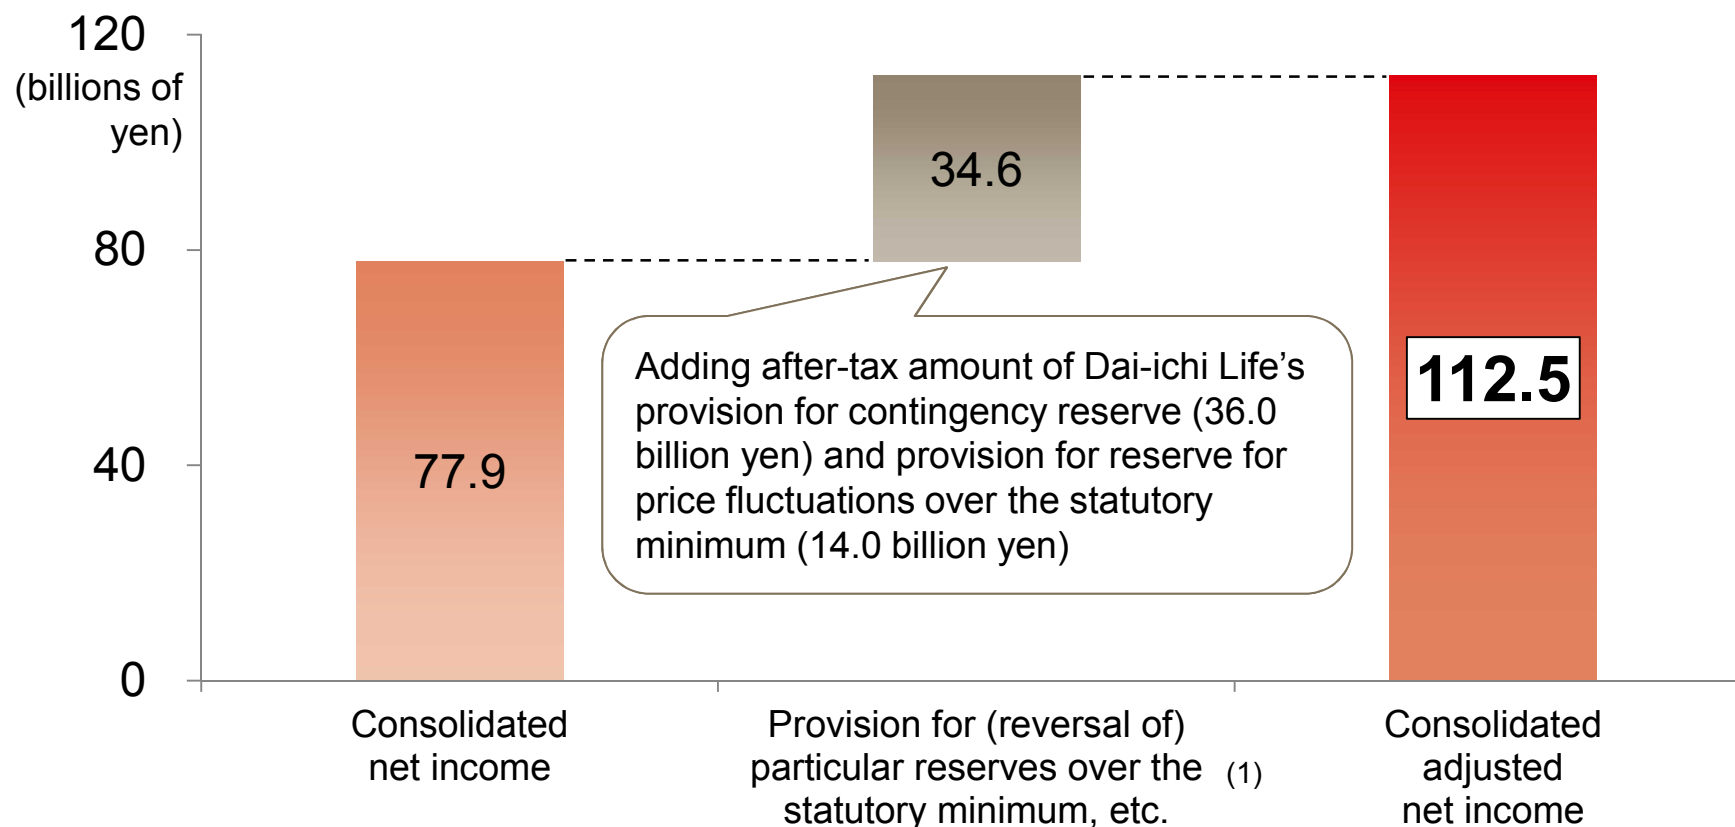 120
(billions of
yen)
80
40
0
34.6
77.9
112.5
Adding after-tax amount of Dai-ichi Life’s
provision for contingency reserve (36.0
billion yen) and provision for reserve for
price fluctuations over the statutory
minimum (14.0 billion yen)
Consolidated
net income
Provision for (reversal of)
particular reserves over the (1)
statutory minimum, etc.
Consolidated
adjusted
net income